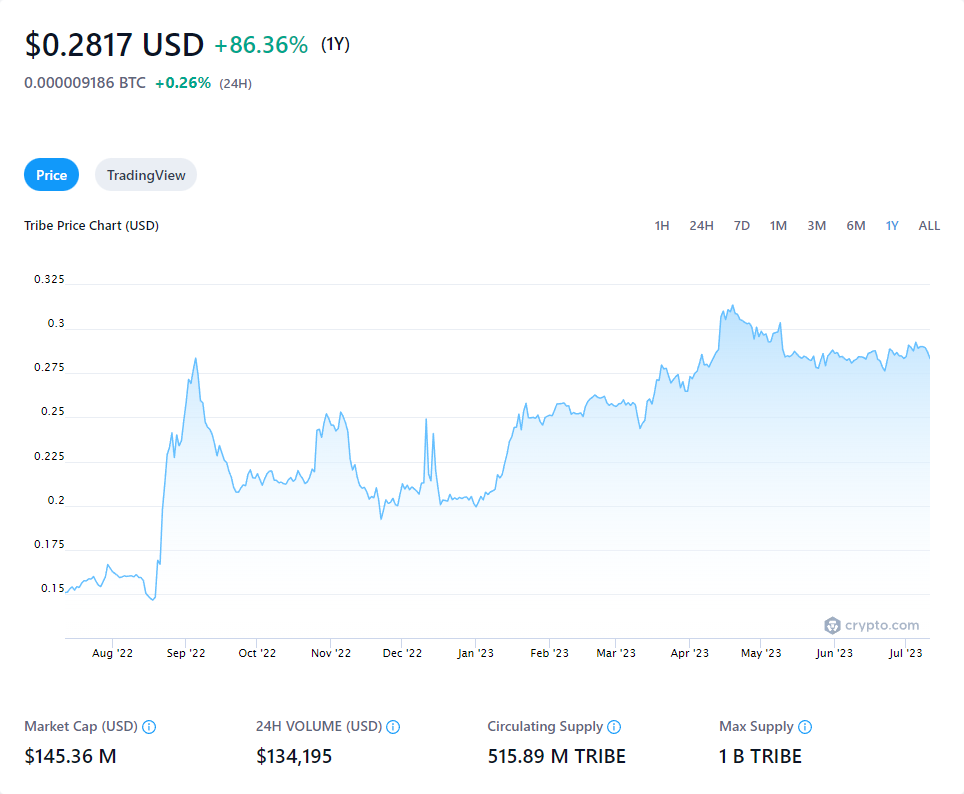 $0.2817 USD +86.36% (1Y)
0.000009186 BTC +0.26% (24H)
Price TradingView
Tribe Price Chart (USD) 1H 24H 7D 1M 3M 6M 1Y ALL
0.325
0.3
0.275
0.25
0.225
0.2
0.175
0.15
crypto.com
Aug '22 Sep '22 Oct '22 Nov '22 Dec '22 Jan '23 Feb '23 Mar '23 Apr '23 May '23 Jun '23 Jul '23
Market Cap (USD) 24H VOLUME (USD) Circulating Supply Max Supply
$145.36 M $134,195 515.89 M TRIBE 1 B TRIBE